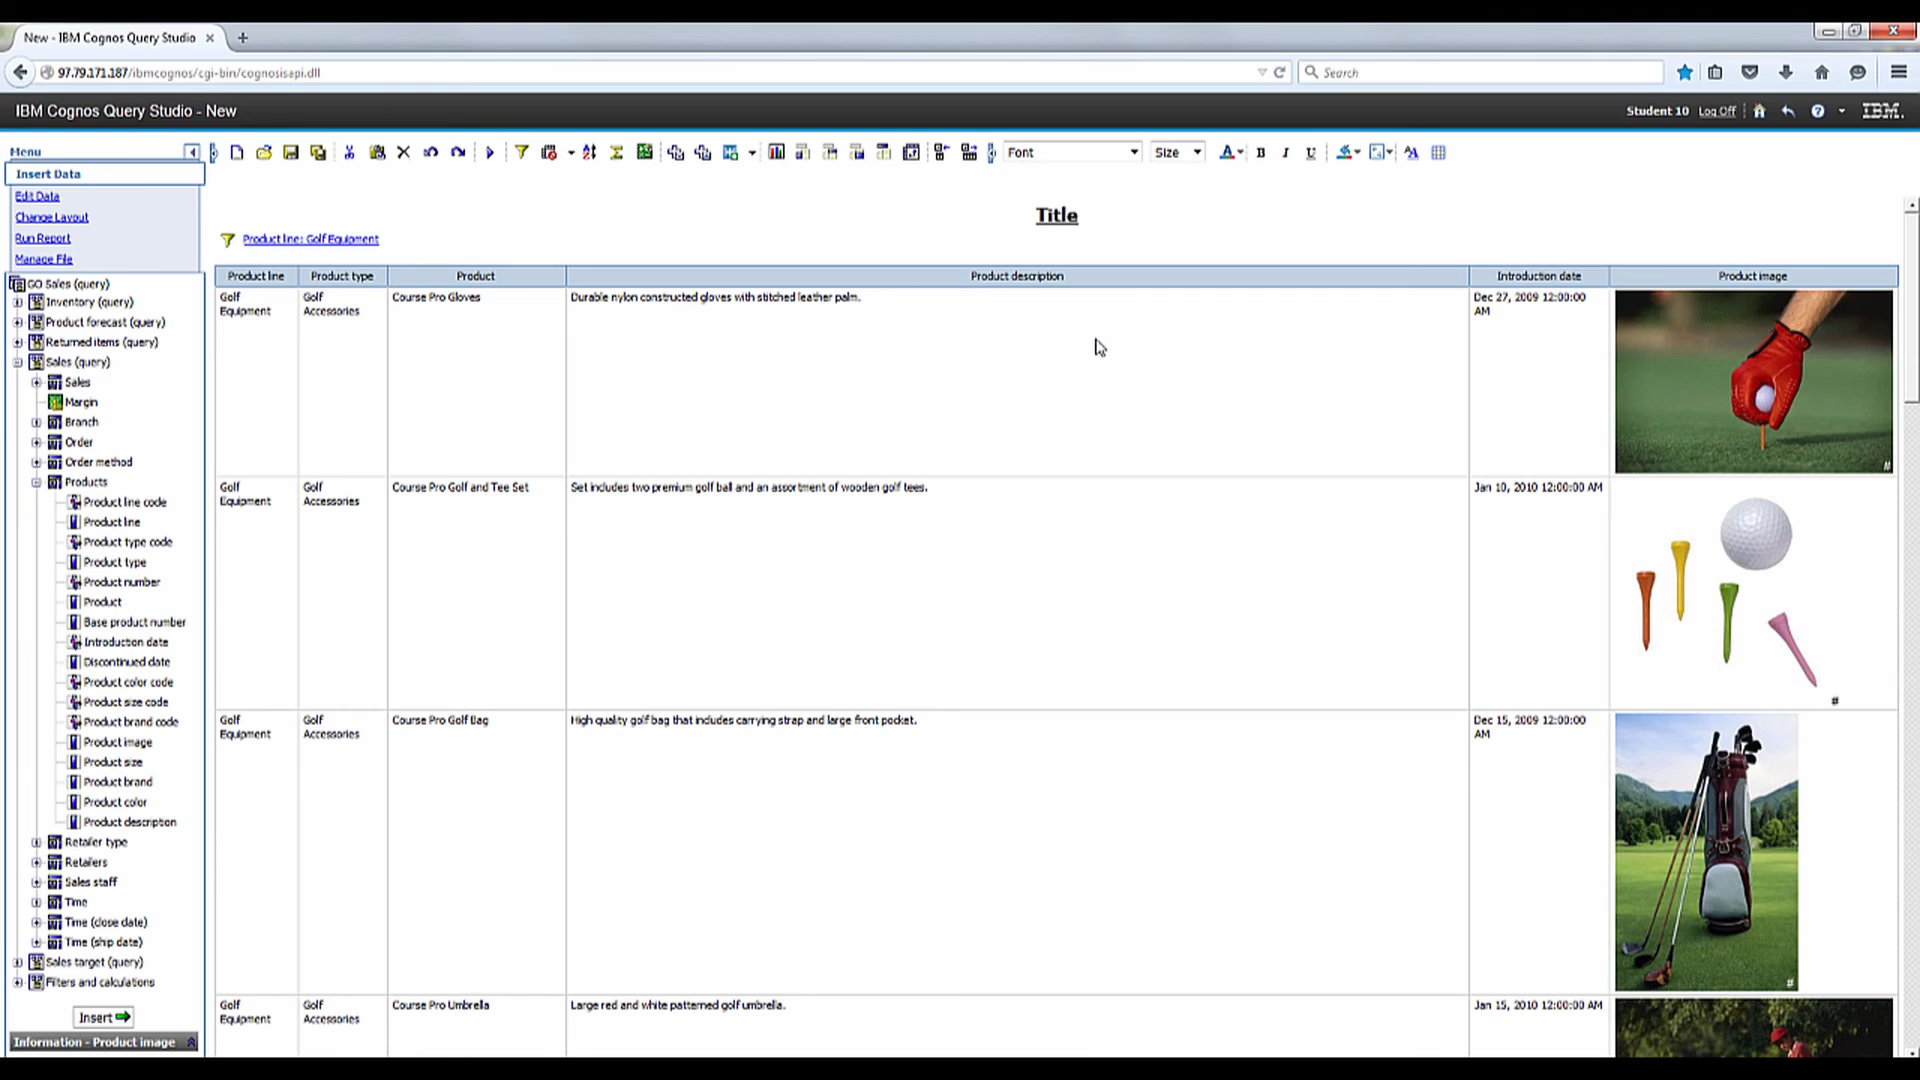 New - IBM Cognos Query Studio
97.79.171.187/ibmcognos/cgi-bin/cognosisapi.dll
Search
IBM Cognos Query Studio - New
Student 10 Log Off
IBM.
Menu
Font
Size
Insert Data
Edit Data
Change Layout
Run Report
Manage File
GO Sales (query)
Inventory (query)
Product forecast (query)
Returned items (query)
Sales (query)
Sales
Margin
Branch
Order
Order method
Products
Product line code
Product line
Product type code
Product type
Product number
Product
Base product number
Introduction date
Discontinued date
Product color code
Product size code
Product brand code
Product image
Product size
Product brand
Product color
Product description
Retailer type
Retailers
Sales staff
Time
Time (close date)
Time (ship date)
Sales target (query)
Filters and calculations
Insert
Information - Product image
Title
Product line: Golf Equipment
Product line Product type Product Product description Introduction date Product image
Golf Equipment Golf Accessories Course Pro Gloves Durable nylon constructed gloves with stitched leather palm. Dec 27, 2009 12:00:00 AM
#
Golf Equipment Golf Accessories Course Pro Golf and Tee Set Set includes two premium golf ball and an assortment of wooden golf tees. Jan 10, 2010 12:00:00 AM
#
Golf Equipment Golf Accessories Course Pro Golf Bag High quality golf bag that includes carrying strap and large front pocket. Dec 15, 2009 12:00:00 AM
#
Golf Equipment Golf Accessories Course Pro Umbrella Large red and white patterned golf umbrella. Jan 15, 2010 12:00:00 AM